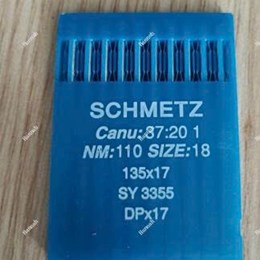 SCHMETZ
Canu:87:20 1
NM:110 SIZE:18
135x17
SY 3355
DPx17